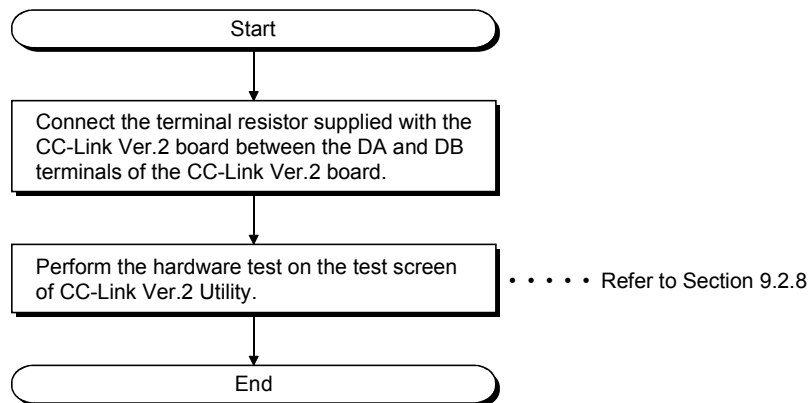 Start
Connect the terminal resistor supplied with the
CC-Link Ver.2 board between the DA and DB
terminals of the CC-Link Ver.2 board.
Perform the hardware test on the test screen
of CC-Link Ver.2 Utility.
・・・・・ Refer to Section 9.2.8
End